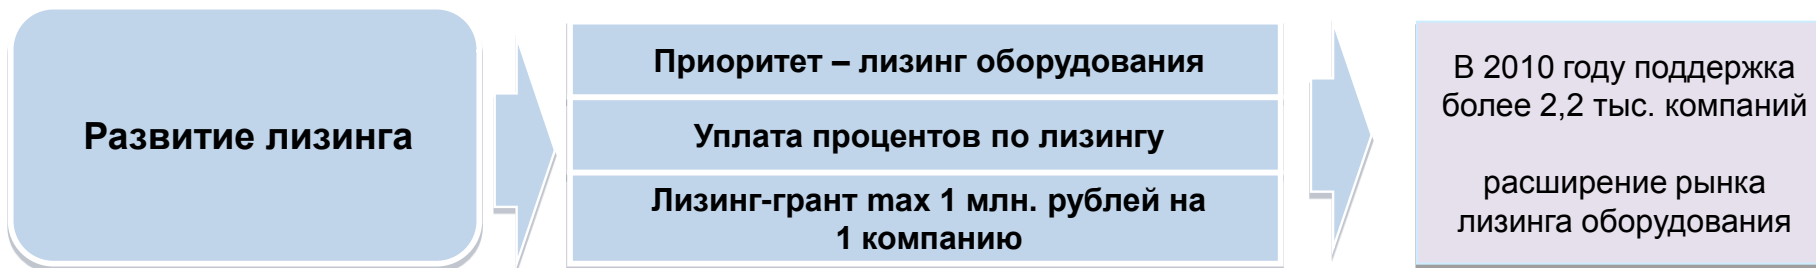 Развитие лизинга
Приоритет – лизинг оборудования
Уплата процентов по лизингу
Лизинг-грант max 1 млн. рублей на
1 компанию
В 2010 году поддержка
более 2,2 тыс. компаний
расширение рынка
лизинга оборудования